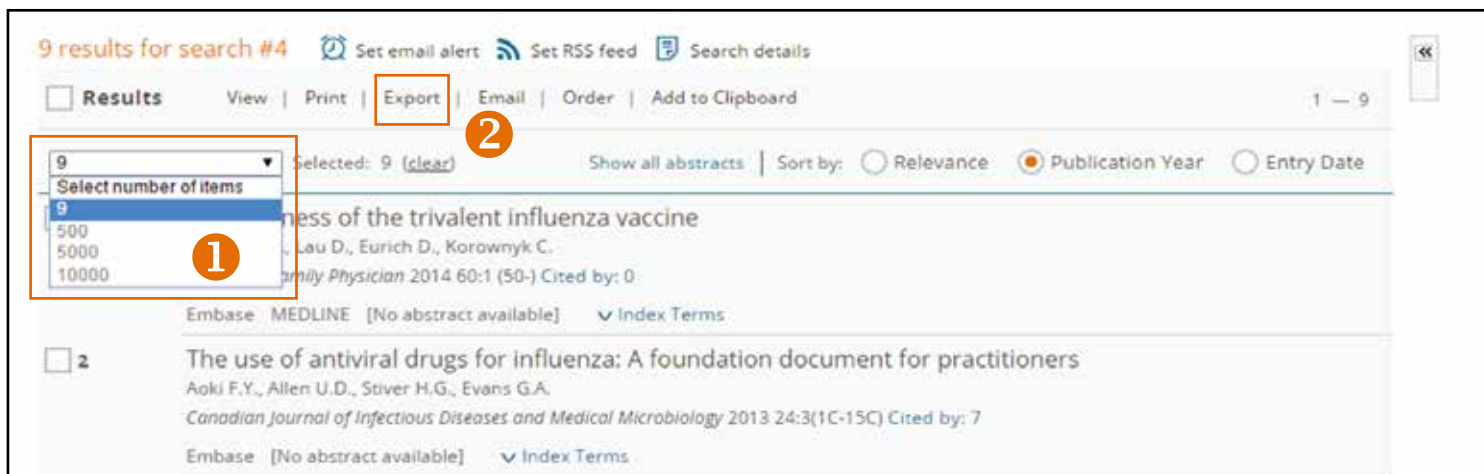 9 results for search #4 Set email alert Set RSS feed Search details
Results View | Print | Export | Email | Order | Add to Clipboard 1 — 9
2
9 Selected: 9 (clear) Show all abstracts | Sort by: Relevance Publication Year Entry Date
Select number of items
9
500
5000
10000
1
ness of the trivalent influenza vaccine
Lau D., Eurich D., Korownyk C.
Physician 2014 60:1 (50-) Cited by: 0
Embase MEDLINE [No abstract available] Index Terms
2 The use of antiviral drugs for influenza: A foundation document for practitioners
Aoki F.Y., Allen U.D., Stiver H.G., Evans G.A.
Canadian Journal of Infectious Diseases and Medical Microbiology 2013 24:3(1C-15C) Cited by: 7
Embase [No abstract available] Index Terms